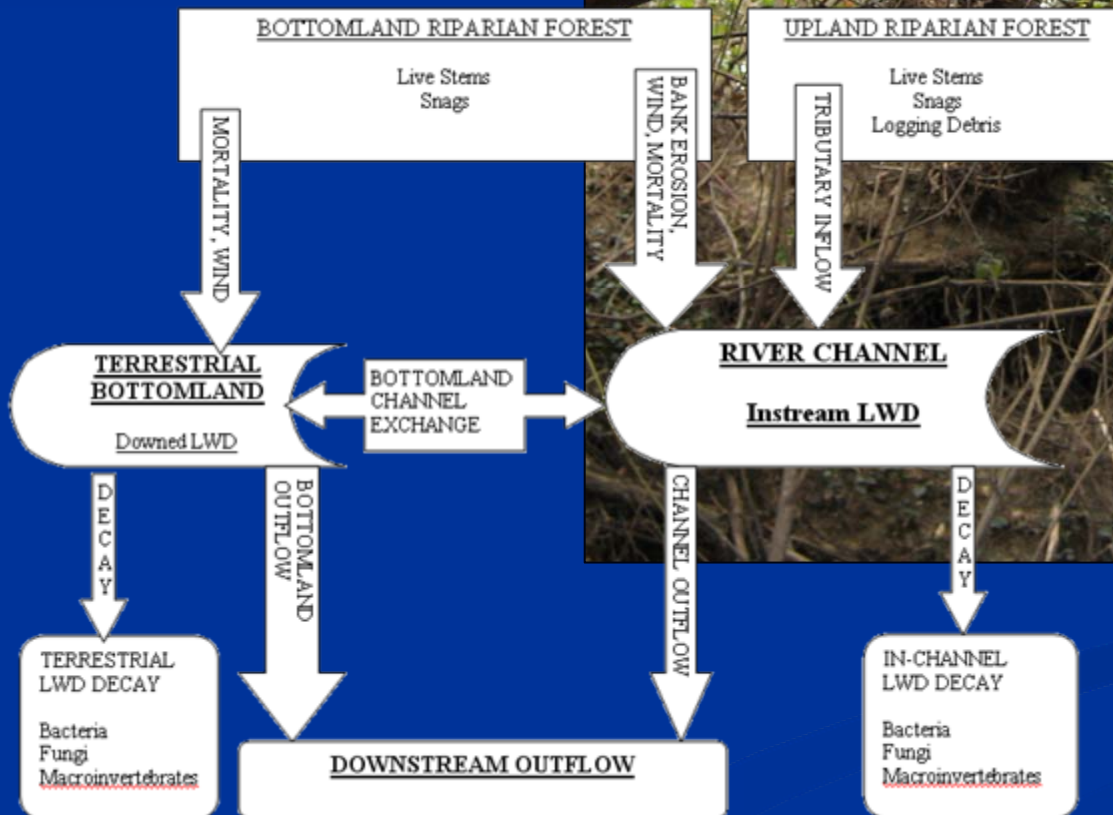 BOTTOMLAND RIPARIAN FOREST
Live Stems
Snags
UPLAND RIPARIAN FOREST
Live Stems
Snags
Logging Debris
MORTALITY, WIND
BANK EROSION,
WIND, MORTALITY
TRIBUTARY INFLOW
TERRESTRIAL
BOTTOMLAND
Downed LWD
BOTTOMLAND
CHANNEL
EXCHANGE
RIVER CHANNEL
Instream LWD
DECAY
BOTTOMLAND
OUTFLOW
CHANNEL OUTFLOW
DECAY
TERRESTRIAL
LWD DECAY
Bacteria
Fungi
Macroinvertebrates
DOWNSTREAM OUTFLOW
IN-CHANNEL
LWD DECAY
Bacteria
Fungi
Macroinvertebrates